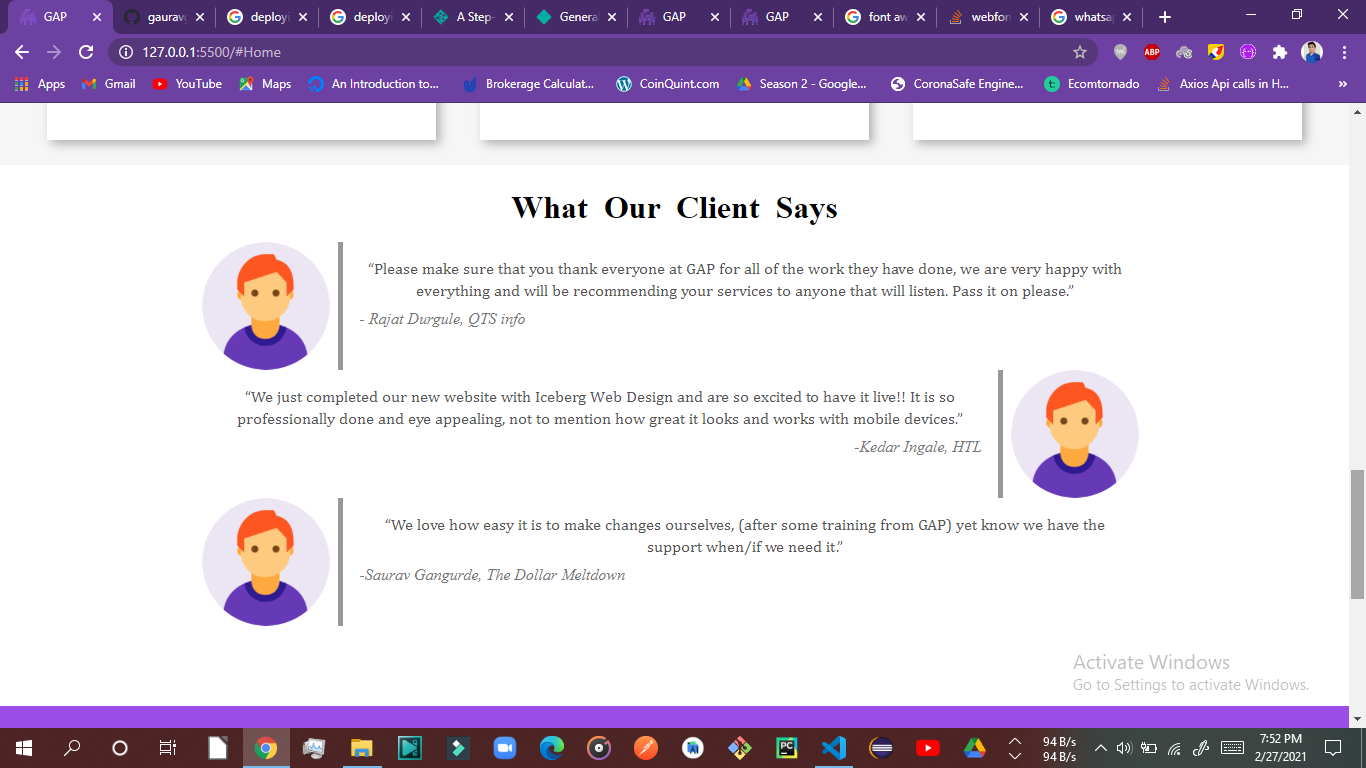 GAP
gaurav
deployi
deployi
A Step-
General
GAP
GAP
font aw
webfon
whatsa
127.0.0.1:5500/#Home
ABP
Apps
Gmail
YouTube
Maps
An Introduction to...
Brokerage Calculat...
CoinQuint.com
Season 2 - Google...
CoronaSafe Engine...
Ecomtornado
Axios Api calls in H...
What Our Client Says
“Please make sure that you thank everyone at GAP for all of the work they have done, we are very happy with
everything and will be recommending your services to anyone that will listen. Pass it on please.”
- Rajat Durgule, QTS info
“We just completed our new website with Iceberg Web Design and are so excited to have it live!! It is so
professionally done and eye appealing, not to mention how great it looks and works with mobile devices.”
-Kedar Ingale, HTL
“We love how easy it is to make changes ourselves, (after some training from GAP) yet know we have the
support when/if we need it.”
-Saurav Gangurde, The Dollar Meltdown
Activate Windows
Go to Settings to activate Windows.
PC
94 B/s
94 B/s
7:52 PM
2/27/2021